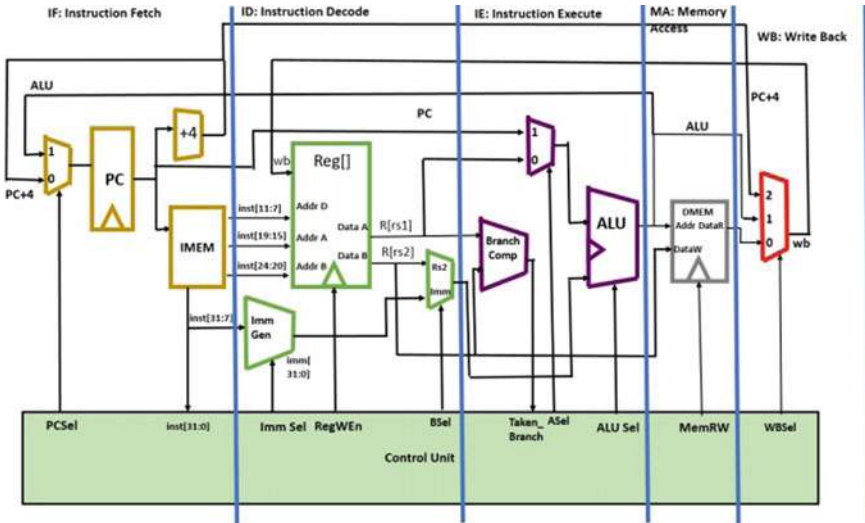 IF: Instruction Fetch
ID: Instruction Decode
IE: Instruction Execute
MA: Memory
Access
WB: Write Back
ALU
PC
ALU
PC+4
+4
1
0
PC+4
PC
IMEM
wb
Reg[]
inst[11:7]
Addr D
inst[19:15]
Addr A
inst[24:20]
Addr B
Data A
Data B
R[rs1]
R[rs2]
Rs2
Imm
inst[31:7]
Imm
Gen
imm[
31:0]
1
0
Branch
Comp
ALU
DMEM
Addr
DataR
DataW
2
1
0
wb
PCSel
inst[31:0]
Imm Sel
RegWEn
BSel
Taken_
Branch
ASel
ALU Sel
MemRW
WBSel
Control Unit